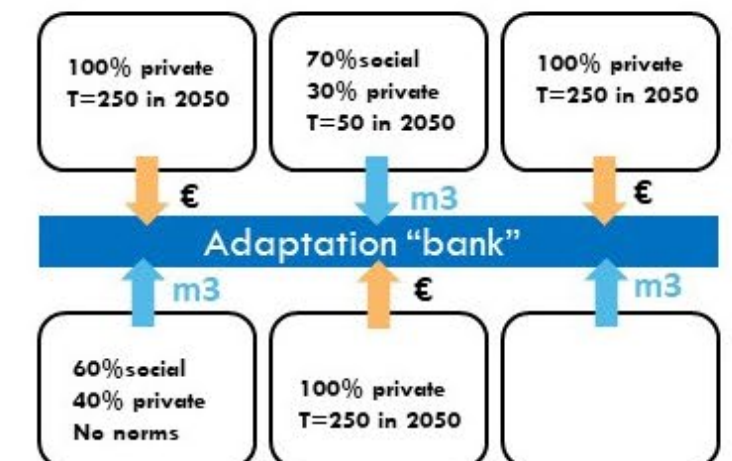 100% private
T=250 in 2050
70%social
30% private
T=50 in 2050
100% private
T=250 in 2050
€
m3
€
Adaptation “bank”
m3
€
m3
60%social
40% private
No norms
100% private
T=250 in 2050